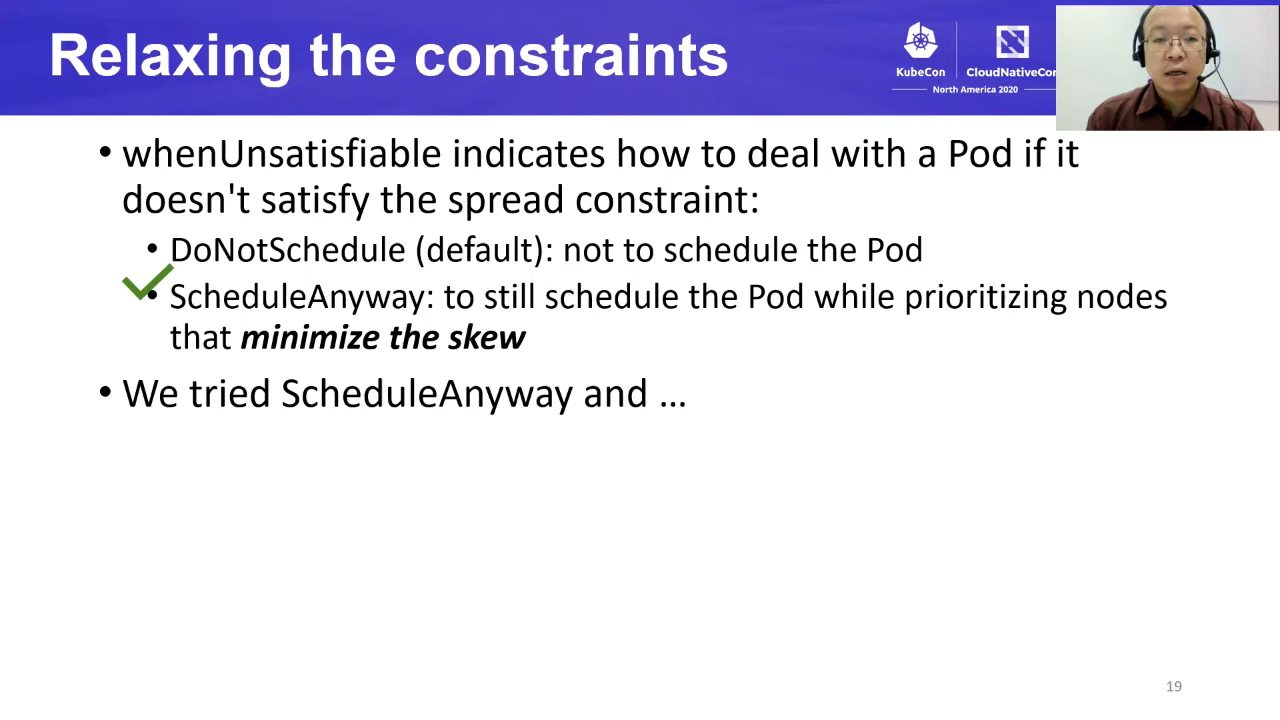 Relaxing the constraints
KubeCon
CloudNativeCon
North America 2020
• whenUnsatisfiable indicates how to deal with a Pod if it
doesn't satisfy the spread constraint:
• DoNotSchedule (default): not to schedule the Pod
• ScheduleAnyway: to still schedule the Pod while prioritizing nodes
that minimize the skew
• We tried ScheduleAnyway and …
19